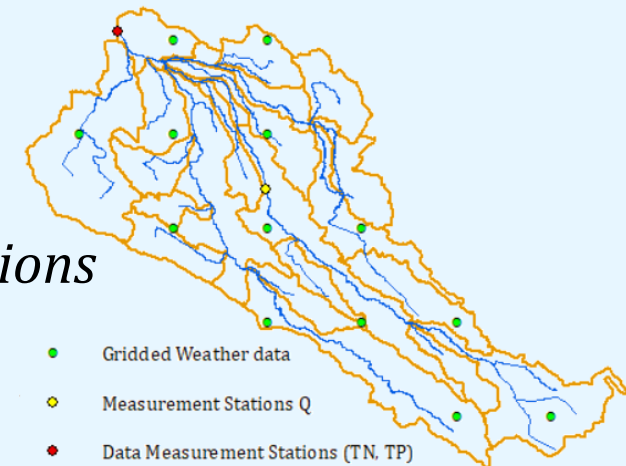 ions
Gridded Weather data
Measurement Stations Q
Data Measurement Stations (TN, TP)